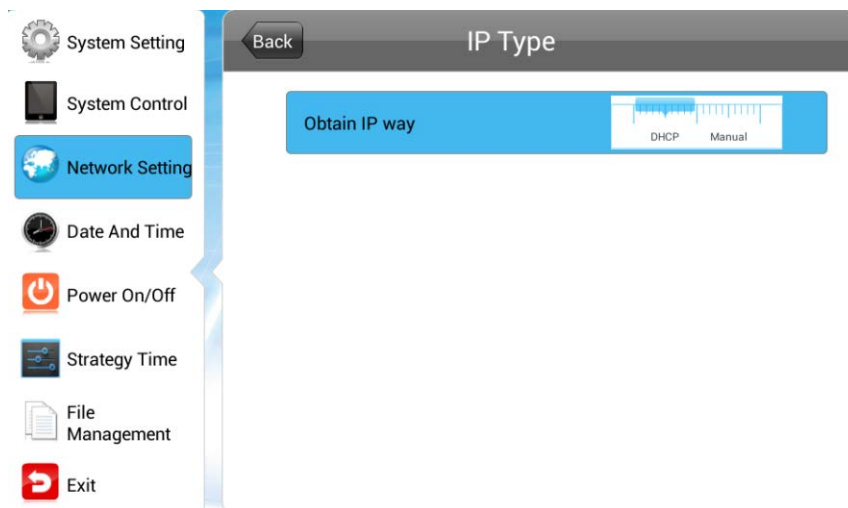 System Setting
System Control
Network Setting
Date And Time
Power On/Off
Strategy Time
File
Management
Exit
Back
IP Type
Obtain IP way
DHCP Manual